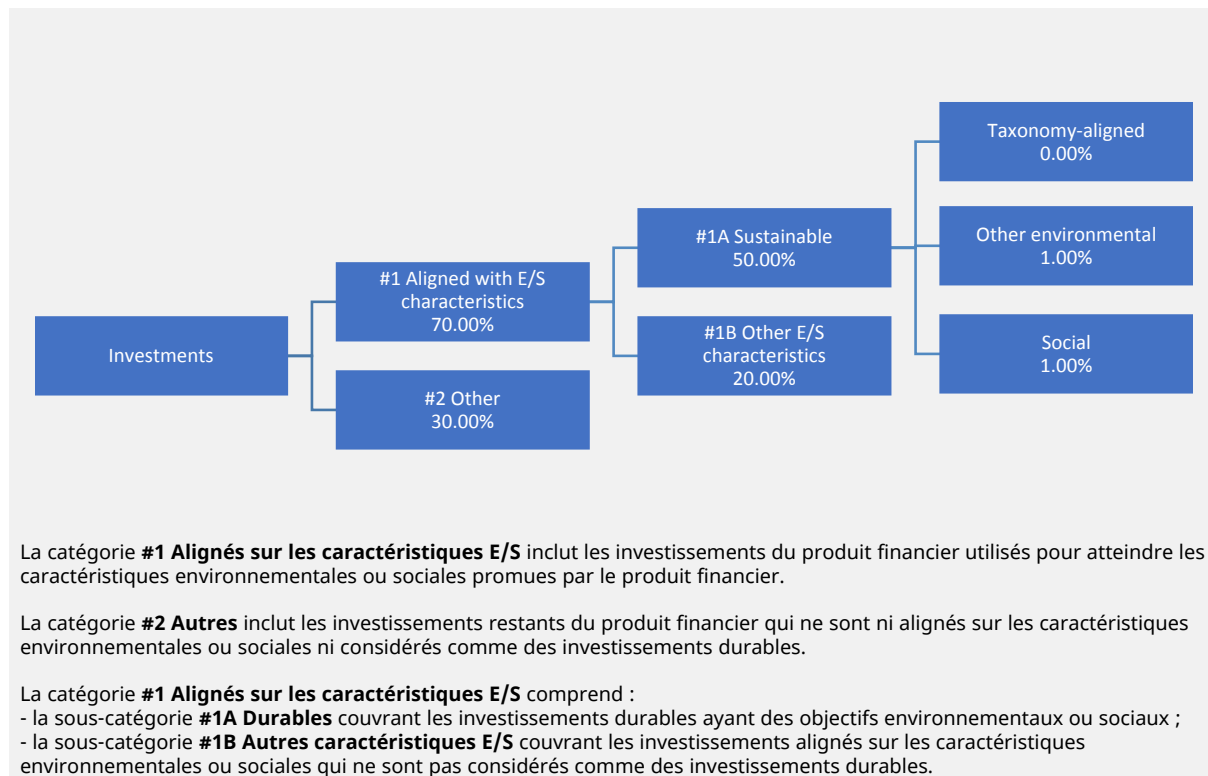 Investments
#1 Aligned with E/S
characteristics
70.00%
#2 Other
30.00%
#1A Sustainable
50.00%
#1B Other E/S
characteristics
20.00%
Taxonomy-aligned
0.00%
Other environmental
1.00%
Social
1.00%
La catégorie #1 Alignés sur les caractéristiques E/S inclut les investissements du produit financier utilisés pour atteindre les
caractéristiques environnementales ou sociales promues par le produit financier.
La catégorie #2 Autres inclut les investissements restants du produit financier qui ne sont ni alignés sur les caractéristiques
environnementales ou sociales ni considérés comme des investissements durables.
La catégorie #1 Alignés sur les caractéristiques E/S comprend :
- la sous-catégorie #1A Durables couvrant les investissements durables ayant des objectifs environnementaux ou sociaux ;
- la sous-catégorie #1B Autres caractéristiques E/S couvrant les investissements alignés sur les caractéristiques
environnementales ou sociales qui ne sont pas considérés comme des investissements durables.